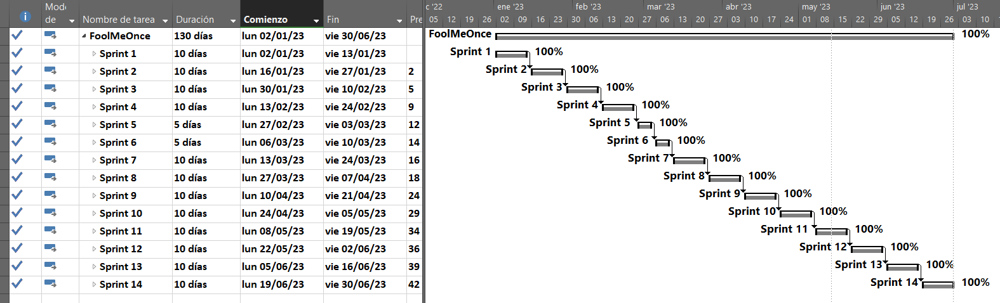 Modo de Nombre de tarea Duración Comienzo Fin Pre
c '22 ene '23 feb '23 mar '23 abr '23 may '23 jun '23 jul '23
05 12 19 26 02 09 16 23 30 06 13 20 27 06 13 20 27 03 10 17 24 01 08 15 22 29 05 12 19 26 03 10 17
FoolMeOnce 130 días lun 02/01/23 vie 30/06/23 FoolMeOnce 100%
Sprint 1 10 días lun 02/01/23 vie 13/01/23 Sprint 1 100%
Sprint 2 10 días lun 16/01/23 vie 27/01/23 2 Sprint 2 100%
Sprint 3 10 días lun 30/01/23 vie 10/02/23 5 Sprint 3 100%
Sprint 4 10 días lun 13/02/23 vie 24/02/23 9 Sprint 4 100%
Sprint 5 5 días lun 27/02/23 vie 03/03/23 12 Sprint 5 100%
Sprint 6 5 días lun 06/03/23 vie 10/03/23 14 Sprint 6 100%
Sprint 7 10 días lun 13/03/23 vie 24/03/23 16 Sprint 7 100%
Sprint 8 10 días lun 27/03/23 vie 07/04/23 18 Sprint 8 100%
Sprint 9 10 días lun 10/04/23 vie 21/04/23 24 Sprint 9 100%
Sprint 10 10 días lun 24/04/23 vie 05/05/23 29 Sprint 10 100%
Sprint 11 10 días lun 08/05/23 vie 19/05/23 34 Sprint 11 100%
Sprint 12 10 días lun 22/05/23 vie 02/06/23 36 Sprint 12 100%
Sprint 13 10 días lun 05/06/23 vie 16/06/23 39 Sprint 13 100%
Sprint 14 10 días lun 19/06/23 vie 30/06/23 42 Sprint 14 100%